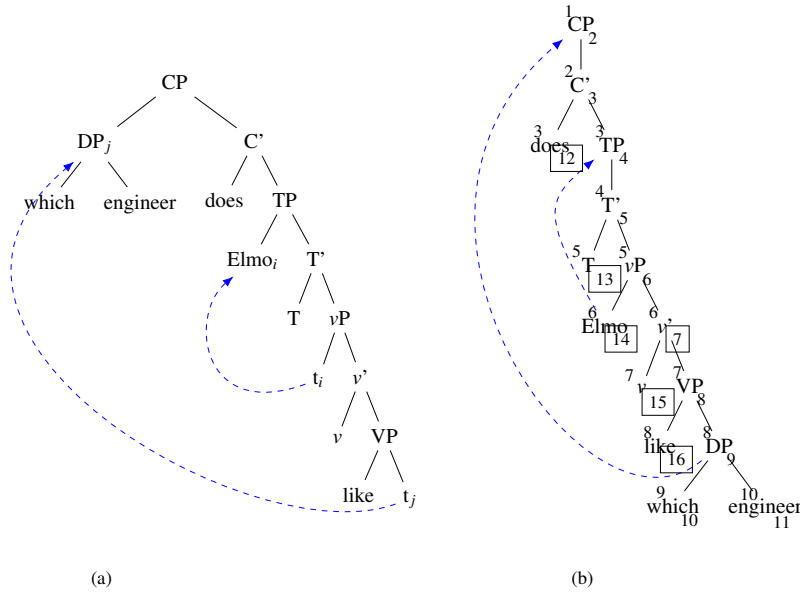 CP
DPj C'
which engineer does TP
Elmoi T'
T vP
ti v'
v VP
like tj
(a)
1 CP 2
2 C' 3
3 does 12 3 TP 4
4 T' 5
5 T 13 5 vP 6
6 Elmo 14 6 v' 7
7 v 15 7 VP 8
8 like 16 8 DP 9
9 which 10 10 engineer 11
(b)